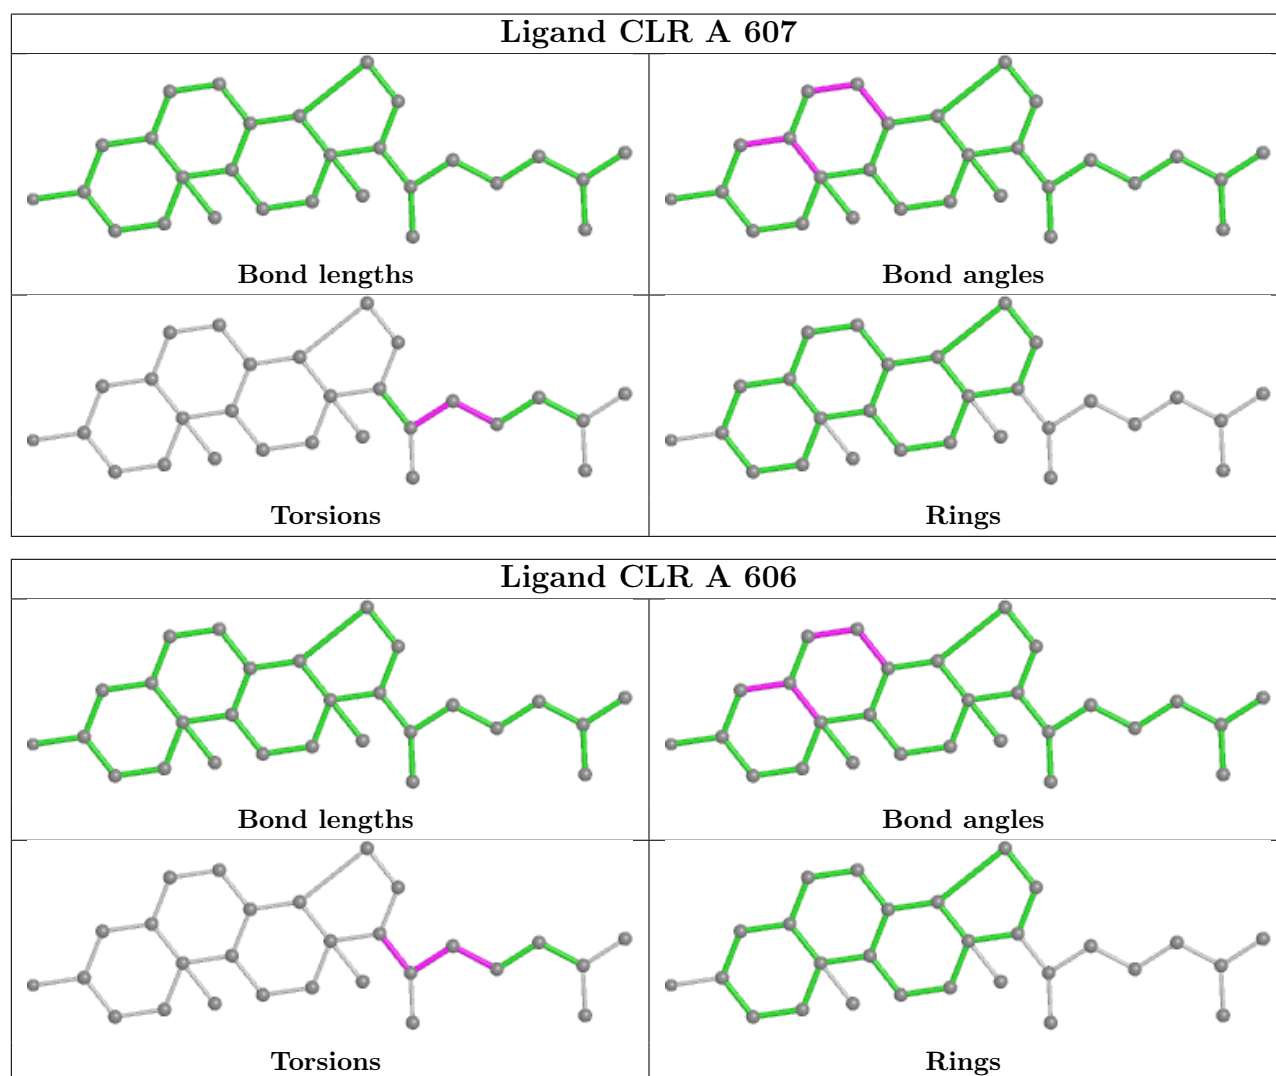 Ligand CLR A 607
Bond lengths
Bond angles
Torsions
Rings
Ligand CLR A 606
Bond lengths
Bond angles
Torsions
Rings